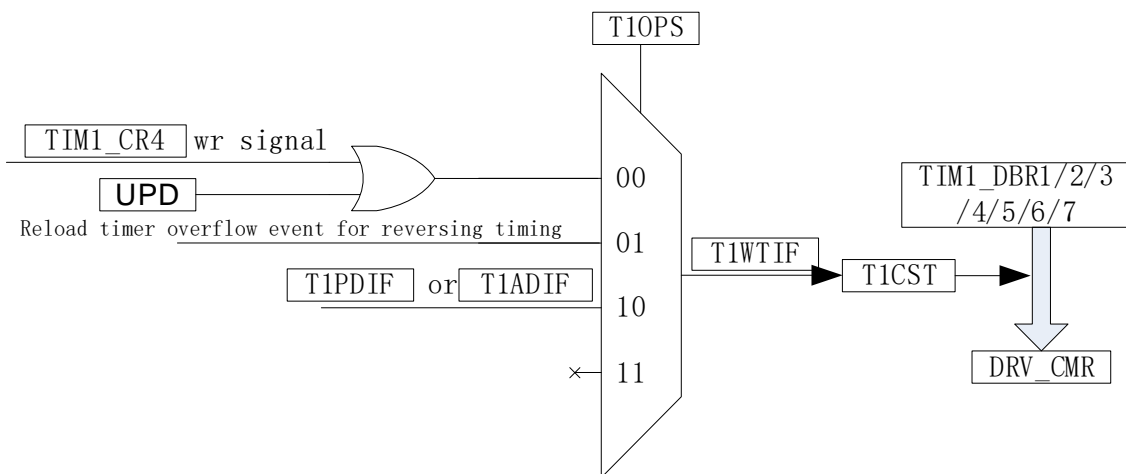 T1OPS
TIM1_CR4 wr signal
UPD
00
Reload timer overflow event for reversing timing
01
T1PDIF or T1ADIF
10
11
T1WTIF
T1CST
TIM1_DBR1/2/3
/4/5/6/7
DRV_CMR